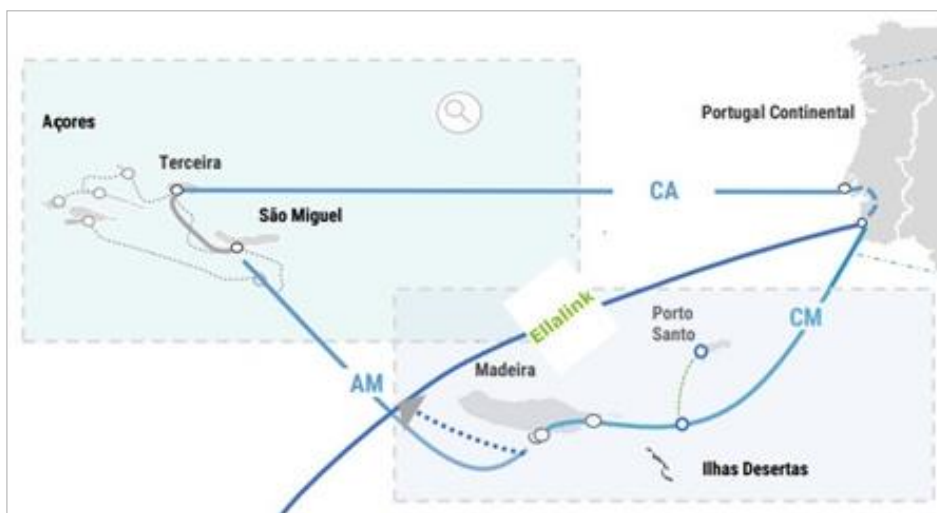 Açores
Terceira
São Miguel
Portugal Continental
CA
Ellalink
Porto
Santo
CM
Madeira
AM
Ilhas Desertas